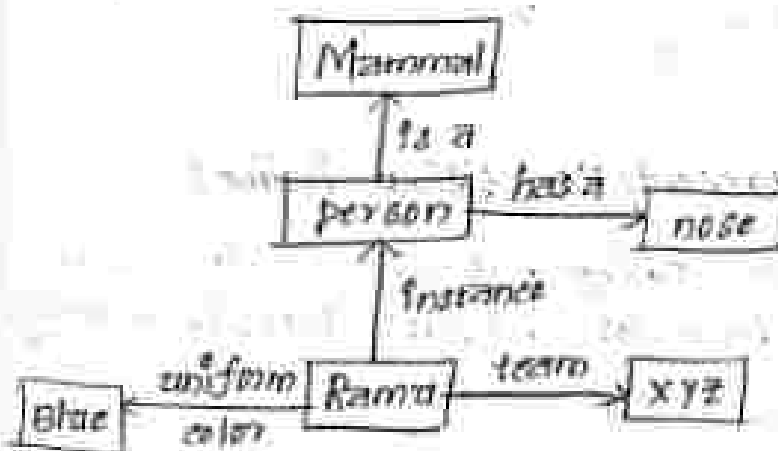 Mammal
is a
person
has a
nose
instance
uniform
color
Rama
team
xyz
Blue